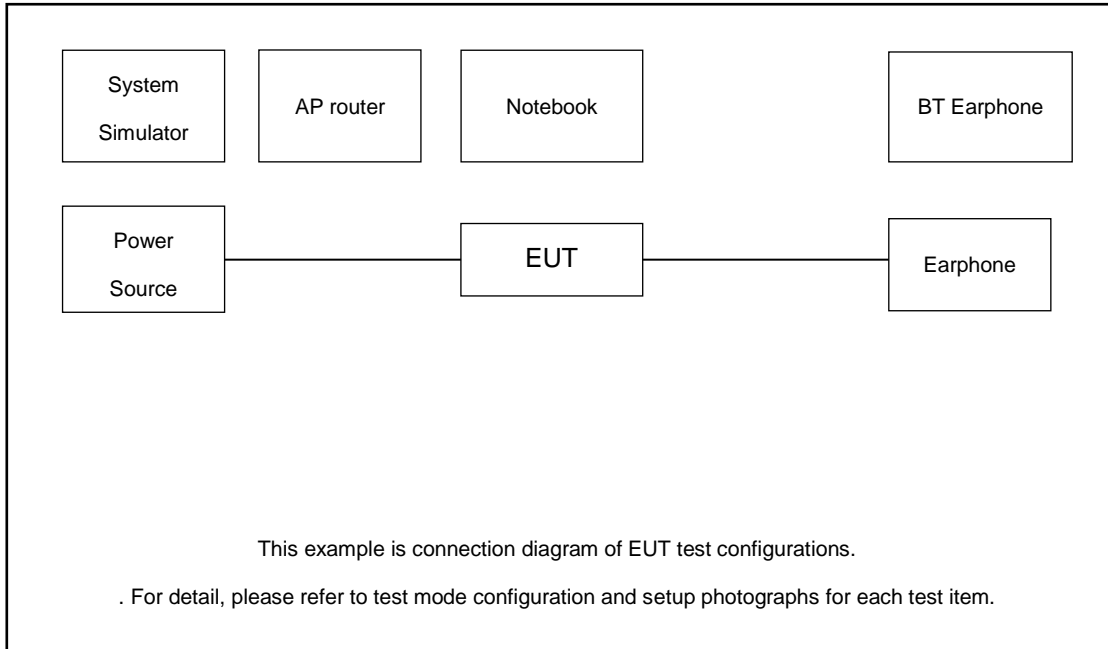 System
Simulator
AP router
Notebook
BT Earphone
Power
Source
EUT
Earphone
This example is connection diagram of EUT test configurations.
. For detail, please refer to test mode configuration and setup photographs for each test item.